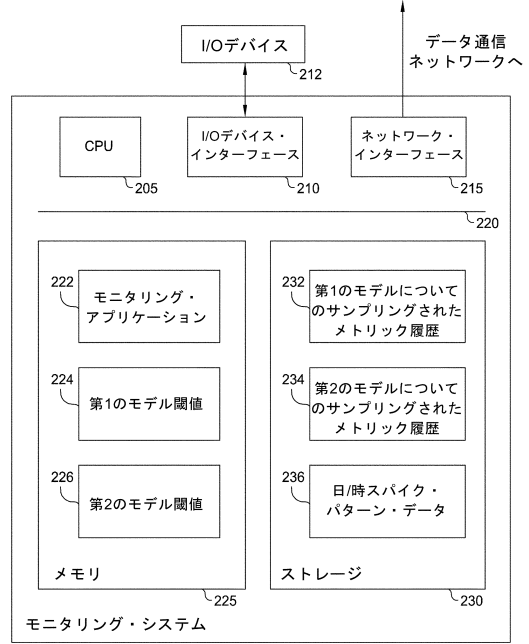 I/Oデバイス
212
データ通信
ネットワークへ
CPU
205
I/Oデバイス・
インターフェース
210
ネットワーク・
インターフェース
215
220
222
モニタリング・
アプリケーション
224
第1のモデル閾値
226
第2のモデル閾値
メモリ
225
232
第1のモデルについて
のサンプリングされた
メトリック履歴
234
第2のモデルについて
のサンプリングされた
メトリック履歴
236
日/時スパイク・
パターン・データ
ストレージ
230
モニタリング・システム